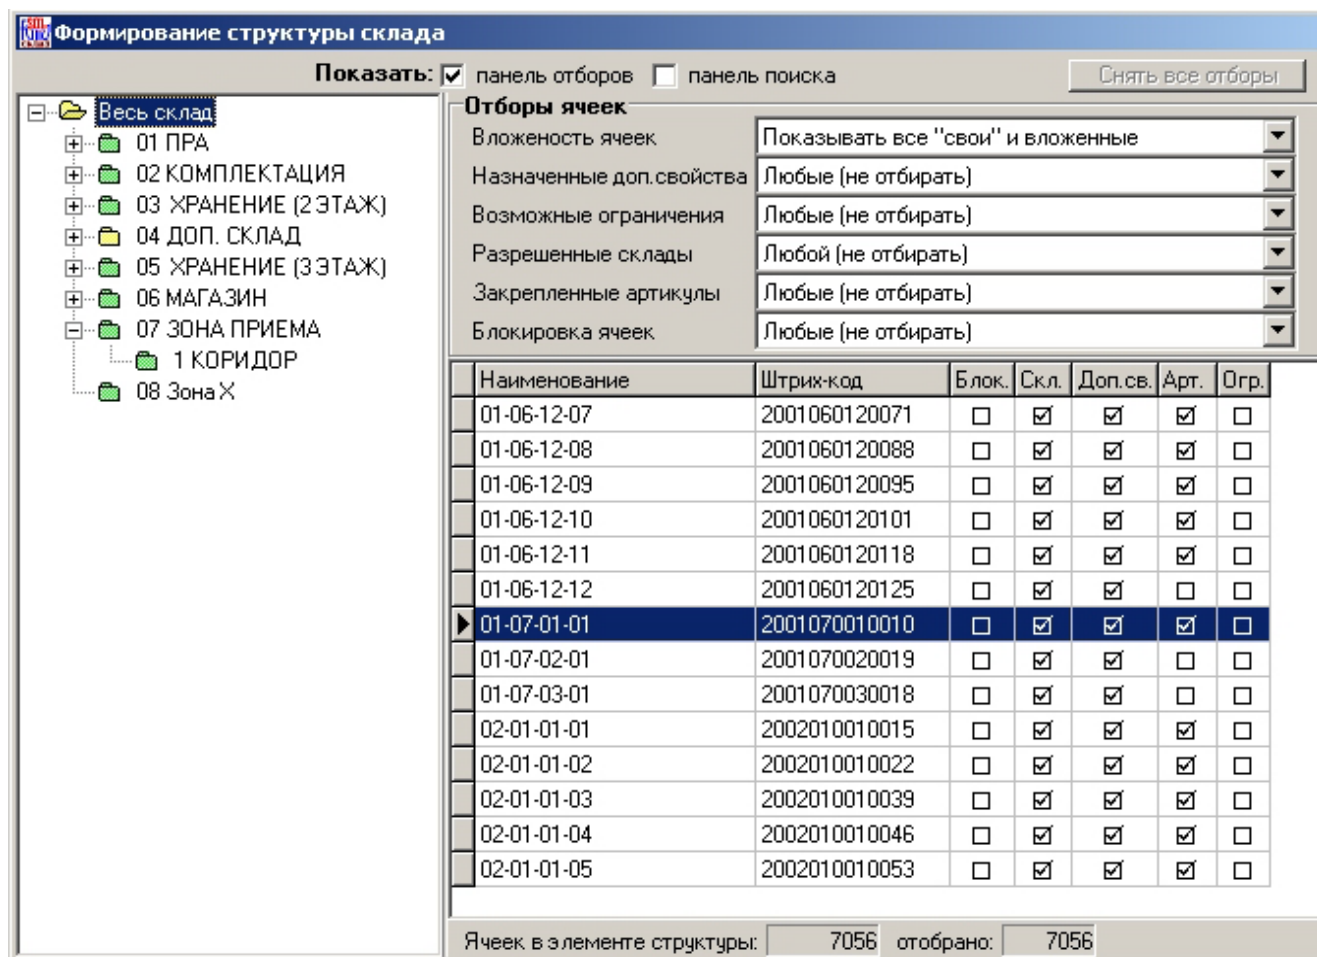 Формирование структуры склада
Показать: панель отборов панель поиска Снять все отборы
Весь склад
01 ПРА
02 КОМПЛЕКТАЦИЯ
03 ХРАНЕНИЕ (2 ЭТАЖ)
04 ДОП. СКЛАД
05 ХРАНЕНИЕ (3 ЭТАЖ)
06 МАГАЗИН
07 ЗОНА ПРИЕМА
1 КОРИДОР
08 Зона X
Отборы ячеек
Вложеность ячеек Показывать все "свои" и вложенные
Назначенные доп.свойства Любые (не отбирать)
Возможные ограничения Любые (не отбирать)
Разрешенные склады Любой (не отбирать)
Закрепленные артикулы Любые (не отбирать)
Блокировка ячеек Любые (не отбирать)
Наименование Штрих-код Блок. Скл. Доп.св. Арт. Огр.
01-06-12-07 2001060120071
01-06-12-08 2001060120088
01-06-12-09 2001060120095
01-06-12-10 2001060120101
01-06-12-11 2001060120118
01-06-12-12 2001060120125
01-07-01-01 2001070010010
01-07-02-01 2001070020019
01-07-03-01 2001070030018
02-01-01-01 2002010010015
02-01-01-02 2002010010022
02-01-01-03 2002010010039
02-01-01-04 2002010010046
02-01-01-05 2002010010053
Ячеек в элементе структуры: 7056 отобрано: 7056